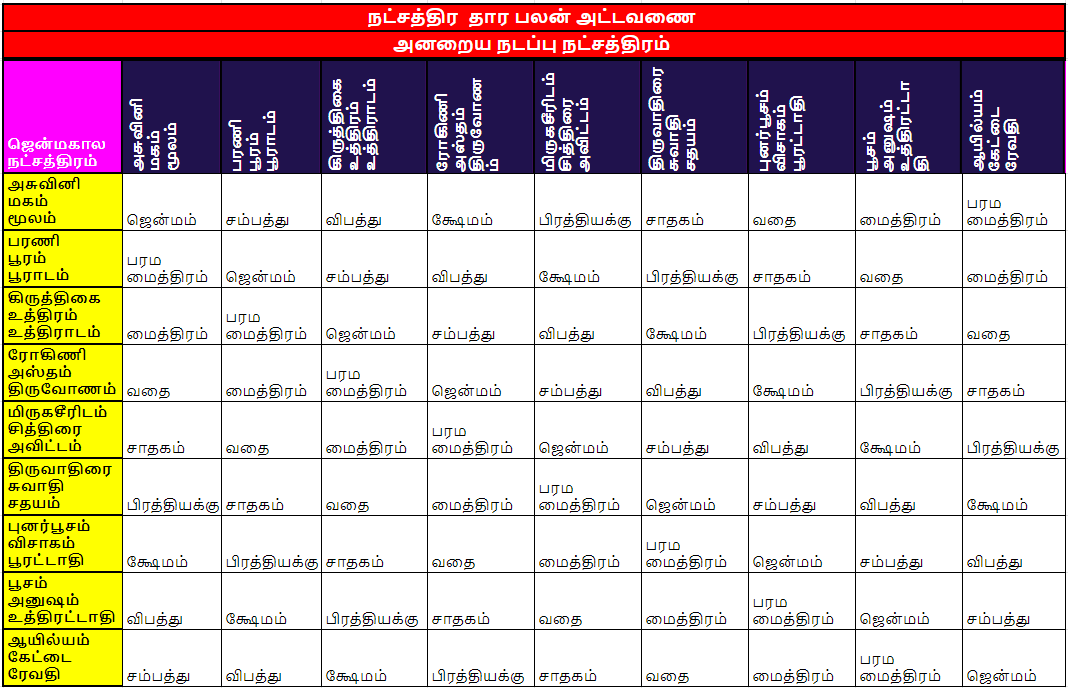 நட்சத்திர தார பலன் அட்டவணை
அனறைய நடப்பு நட்சத்திரம்
ஜென்மகால
நட்சத்திரம்
அசுவினி
மகம்
மூலம்
பரணி
பூரம்
பூராடம்
கிருத்திகை
உத்திரம்
உத்திராடம்
ரோகிணி
அஸ்தம்
திருவோண
ம்
மிருகசீரிடம்
சித்திரை
அவிட்டம்
திருவாதிரை
சுவாதி
சதயம்
புனர்பூசம்
விசாகம்
பூரட்டாதி
பூசம்
அனுஷம்
உத்திரட்டா
தி
ஆயில்யம்
கேட்டை
ரேவதி
அசுவினி
மகம்
மூலம்
ஜென்மம் சம்பத்து விபத்து க்ஷேமம் பிரத்தியக்கு சாதகம் வதை மைத்திரம் பரம
மைத்திரம்
பரணி
பூரம்
பூராடம்
பரம
மைத்திரம் ஜென்மம் சம்பத்து விபத்து க்ஷேமம் பிரத்தியக்கு சாதகம் வதை மைத்திரம்
கிருத்திகை
உத்திரம்
உத்திராடம்
மைத்திரம் பரம
மைத்திரம் ஜென்மம் சம்பத்து விபத்து க்ஷேமம் பிரத்தியக்கு சாதகம் வதை
ரோகிணி
அஸ்தம்
திருவோணம்
வதை மைத்திரம் பரம
மைத்திரம் ஜென்மம் சம்பத்து விபத்து க்ஷேமம் பிரத்தியக்கு சாதகம்
மிருகசீரிடம்
சித்திரை
அவிட்டம்
சாதகம் வதை மைத்திரம் பரம
மைத்திரம் ஜென்மம் சம்பத்து விபத்து க்ஷேமம் பிரத்தியக்கு
திருவாதிரை
சுவாதி
சதயம்
பிரத்தியக்கு சாதகம் வதை மைத்திரம் பரம
மைத்திரம் ஜென்மம் சம்பத்து விபத்து க்ஷேமம்
புனர்பூசம்
விசாகம்
பூரட்டாதி
க்ஷேமம் பிரத்தியக்கு சாதகம் வதை மைத்திரம் பரம
மைத்திரம் ஜென்மம் சம்பத்து விபத்து
பூசம்
அனுஷம்
உத்திரட்டாதி
விபத்து க்ஷேமம் பிரத்தியக்கு சாதகம் வதை மைத்திரம் பரம
மைத்திரம் ஜென்மம் சம்பத்து
ஆயில்யம்
கேட்டை
ரேவதி
சம்பத்து விபத்து க்ஷேமம் பிரத்தியக்கு சாதகம் வதை மைத்திரம் பரம
மைத்திரம் ஜென்மம்